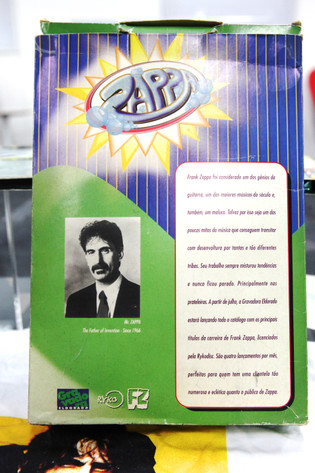 ZAPPA
Frank Zappa foi considerado um dos gênios da
guitarra, um dos maiores músicos do século e,
também, um maluco. Talvez por isso seja um dos
poucos mitos da música que conseguem transitar
com desenvoltura por tantas e tão diferentes
tribos. Seu trabalho sempre misturou tendências
e nunca ficou parado. Principalmente nas
prateleiras. A partir de julho, a Gravadora Eldorado
estará lançando todo o catálogo com os principais
títulos da carreira de Frank Zappa, licenciados
pela Rykodisc. São quatro lançamentos por mês,
perfeitos para quem tem uma clientela tão
numerosa e eclética quanto o público de Zappa.
Mr. ZAPPA
The Father of Invention. Since 1966
Gra
vado
ELDORADO
RYKO
FZ